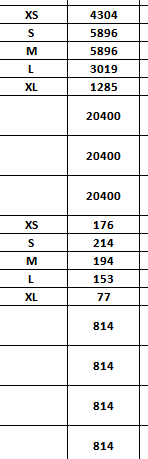 XS 4304
S 5896
M 5896
L 3019
XL 1285
20400
20400
20400
XS 176
S 214
M 194
L 153
XL 77
814
814
814
814